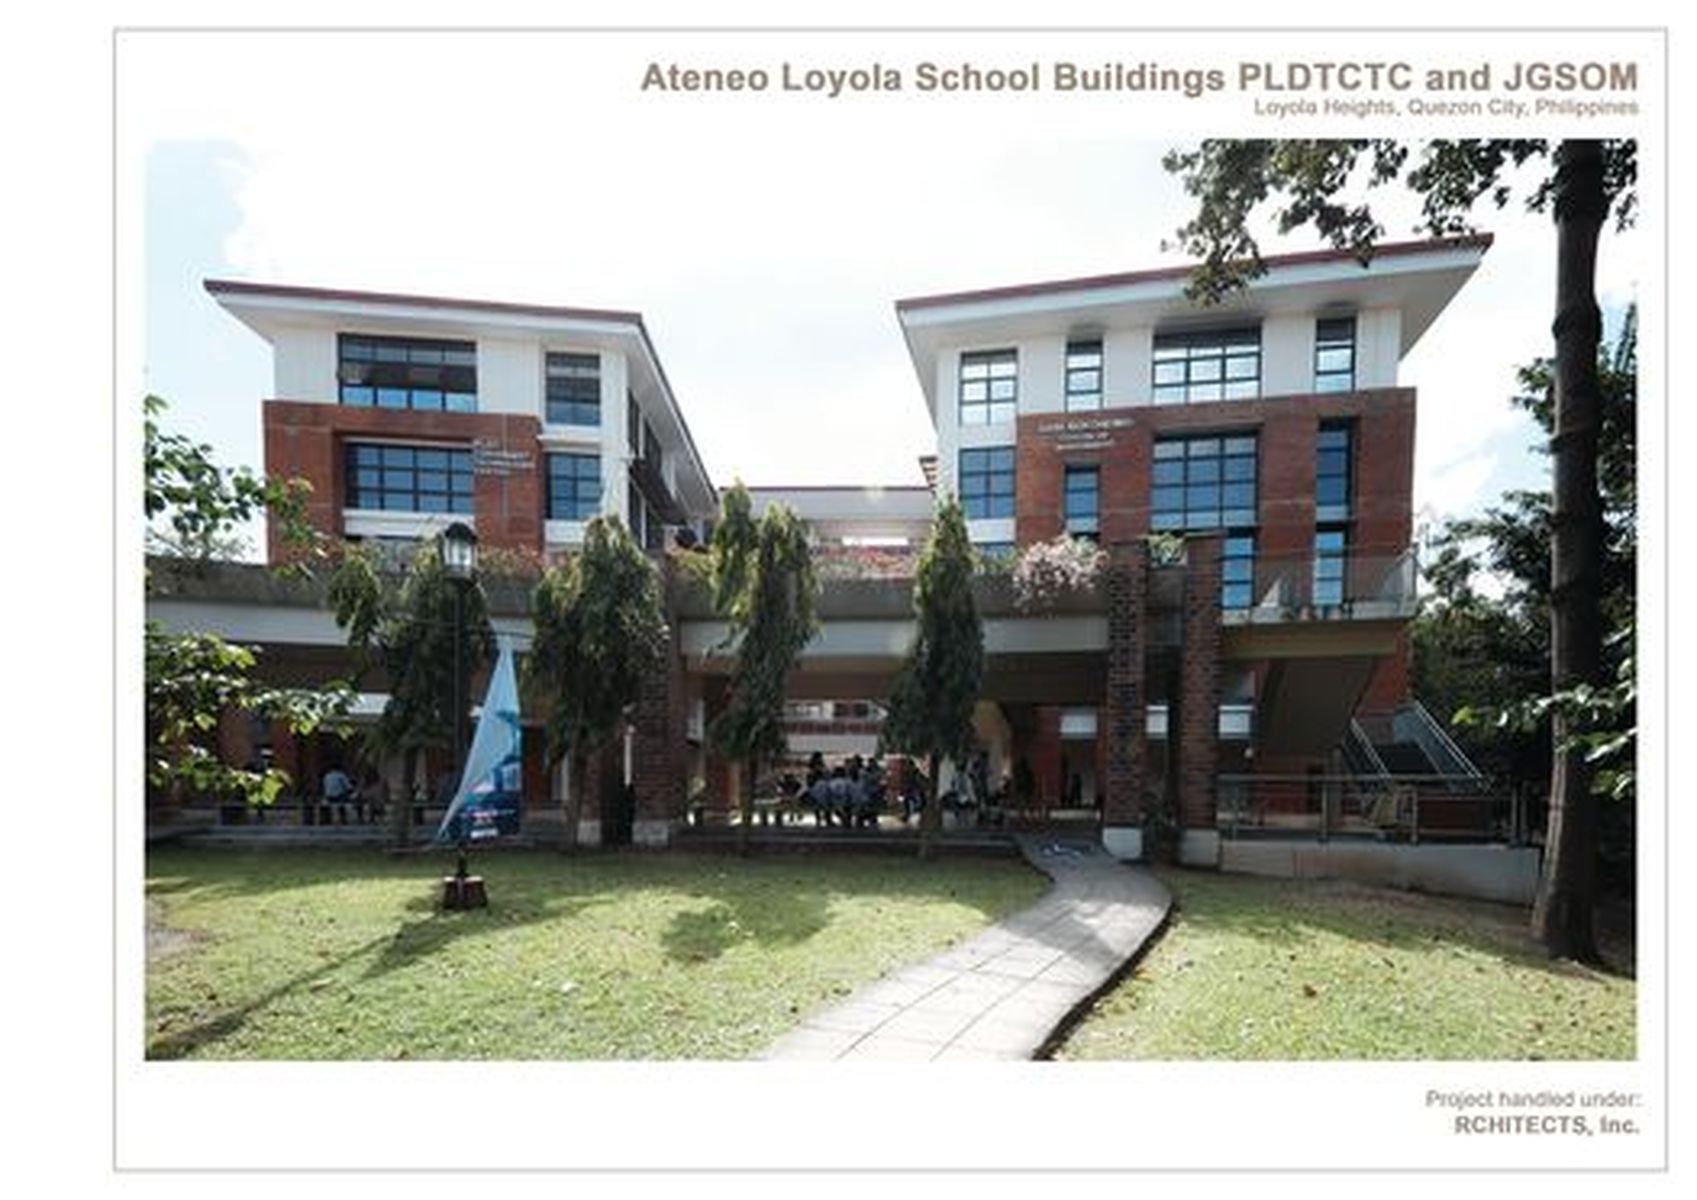 Ateneo Loyola School Buildings PLDTCTC and JGSOM
Loyola Heights, Quezon City, Philippines
Project handled under:
RCHITECTS, Inc.